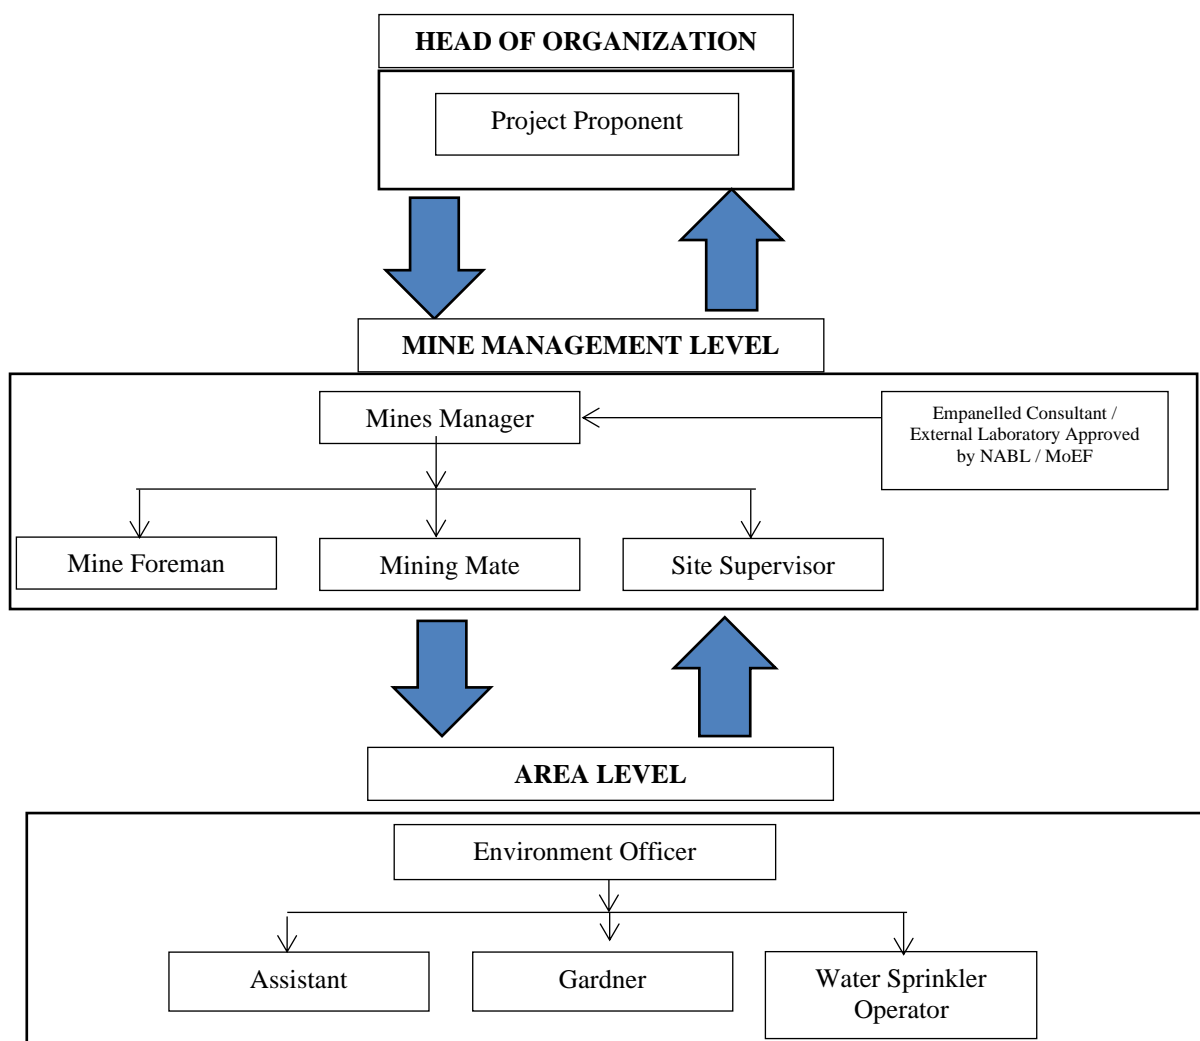 HEAD OF ORGANIZATION
Project Proponent
MINE MANAGEMENT LEVEL
Mines Manager
Empanelled Consultant /
External Laboratory Approved
by NABL / MoEF
Mine Foreman
Mining Mate
Site Supervisor
AREA LEVEL
Environment Officer
Assistant
Gardner
Water Sprinkler
Operator